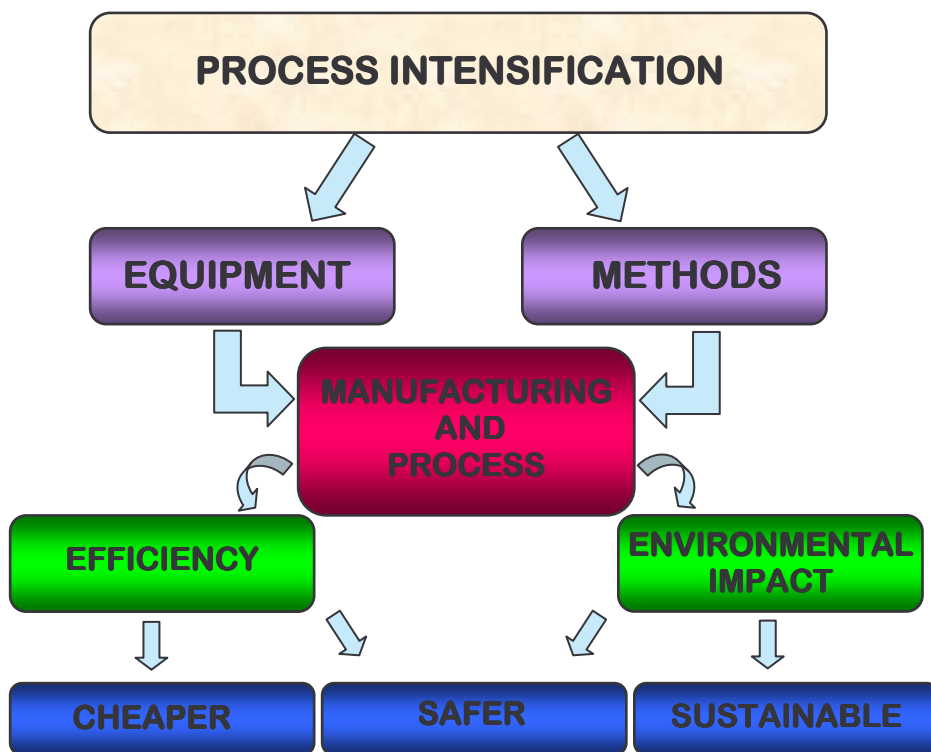 PROCESS INTENSIFICATION
EQUIPMENT
METHODS
MANUFACTURING
AND
PROCESS
EFFICIENCY
ENVIRONMENTAL
IMPACT
CHEAPER
SAFER
SUSTAINABLE